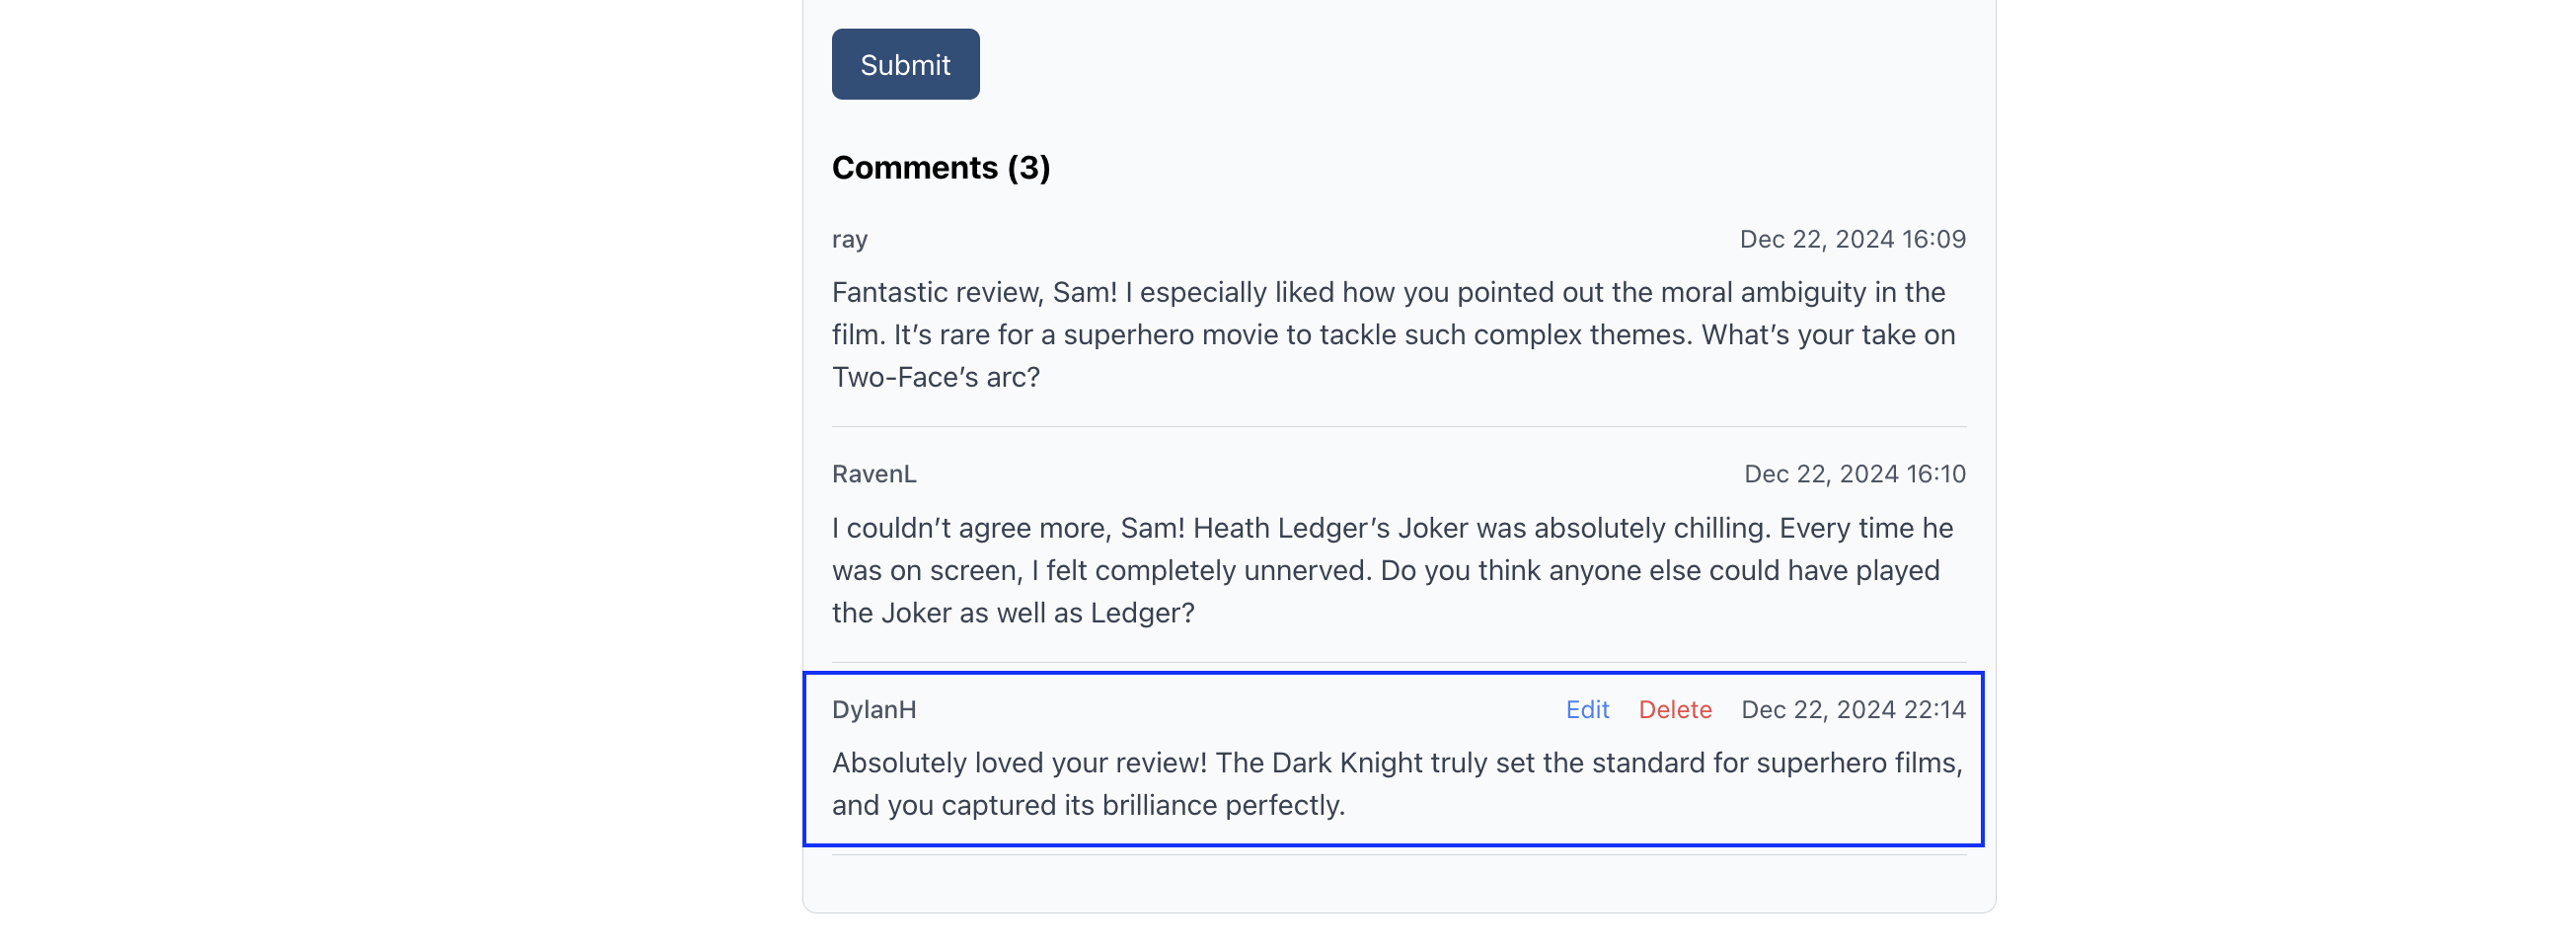 Submit
Comments (3)
ray Dec 22, 2024 16:09
Fantastic review, Sam! I especially liked how you pointed out the moral ambiguity in the
film. It’s rare for a superhero movie to tackle such complex themes. What’s your take on
Two-Face’s arc?
RavenL Dec 22, 2024 16:10
I couldn’t agree more, Sam! Heath Ledger’s Joker was absolutely chilling. Every time he
was on screen, I felt completely unnerved. Do you think anyone else could have played
the Joker as well as Ledger?
DylanH Edit Delete Dec 22, 2024 22:14
Absolutely loved your review! The Dark Knight truly set the standard for superhero films,
and you captured its brilliance perfectly.